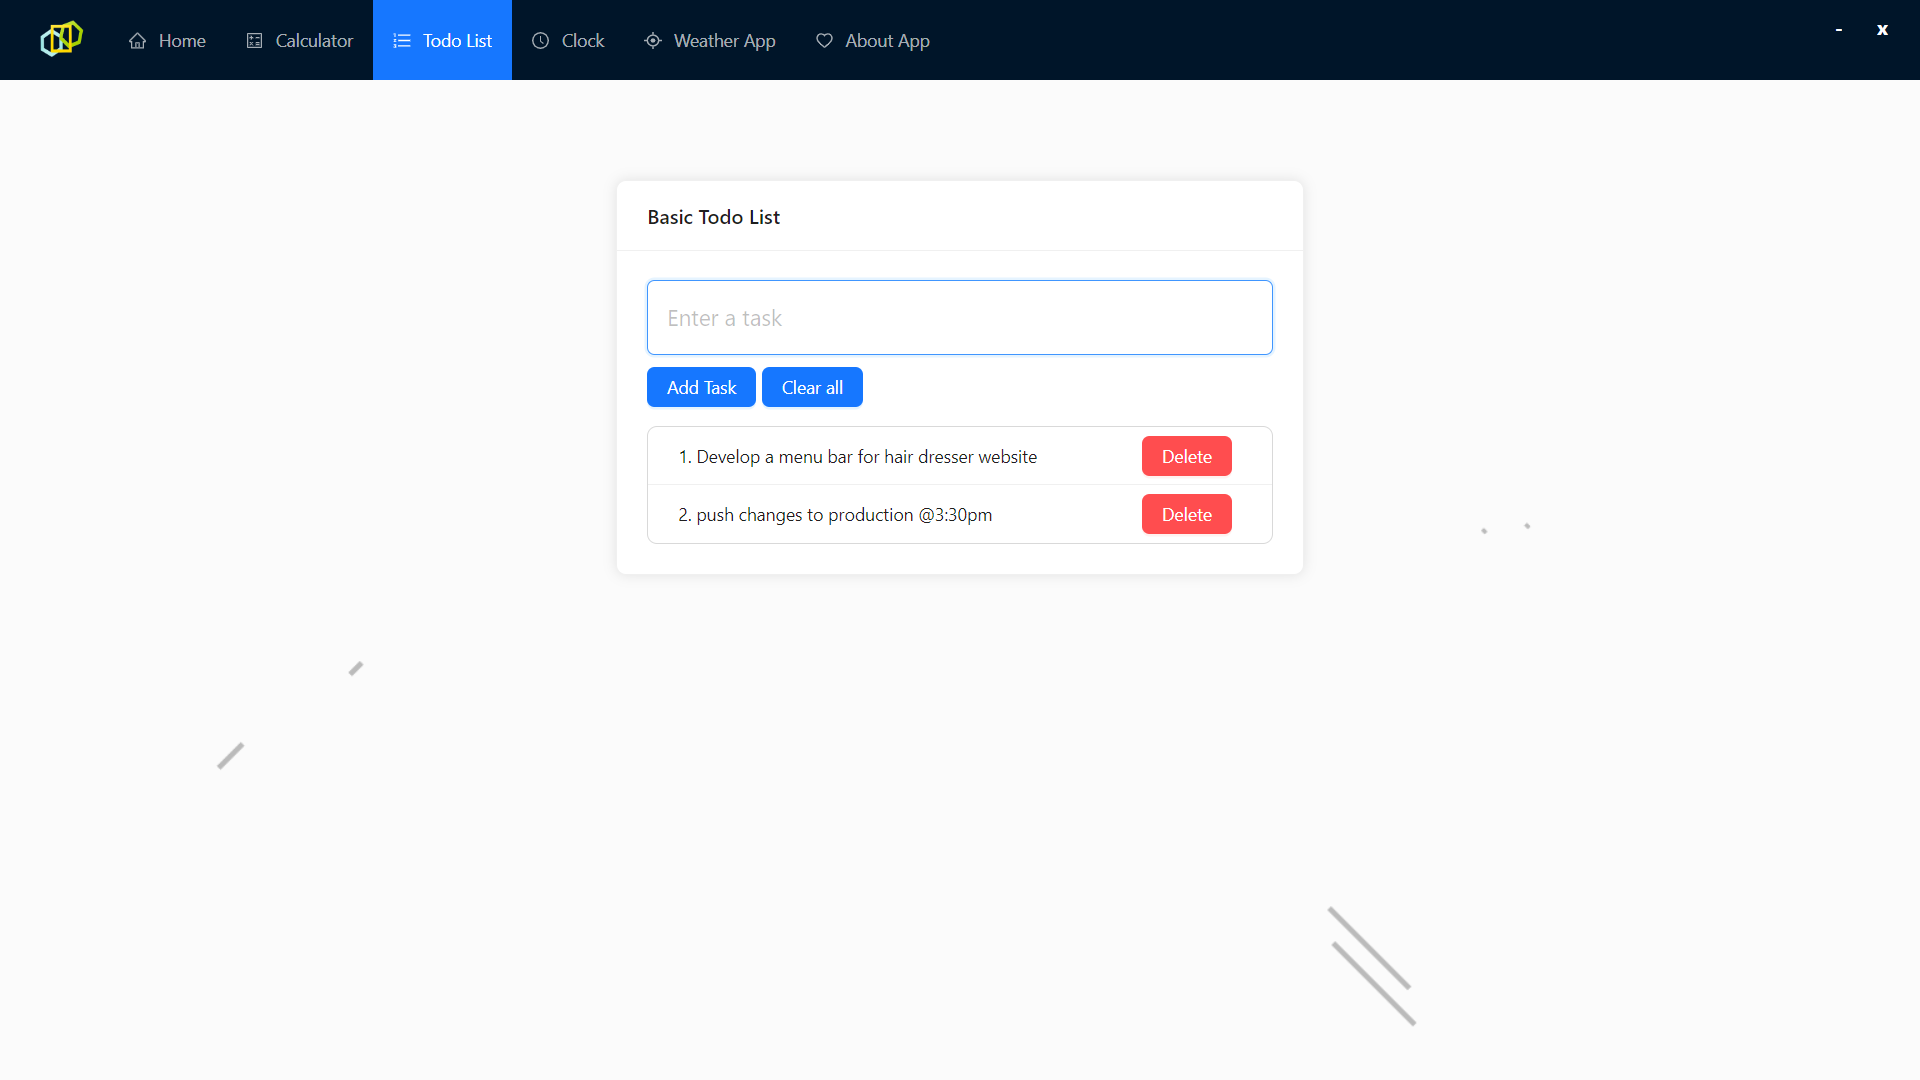 Home Calculator Todo List Clock Weather App About App - x
Basic Todo List
Enter a task
Add Task Clear all
1. Develop a menu bar for hair dresser website Delete
2. push changes to production @3:30pm Delete